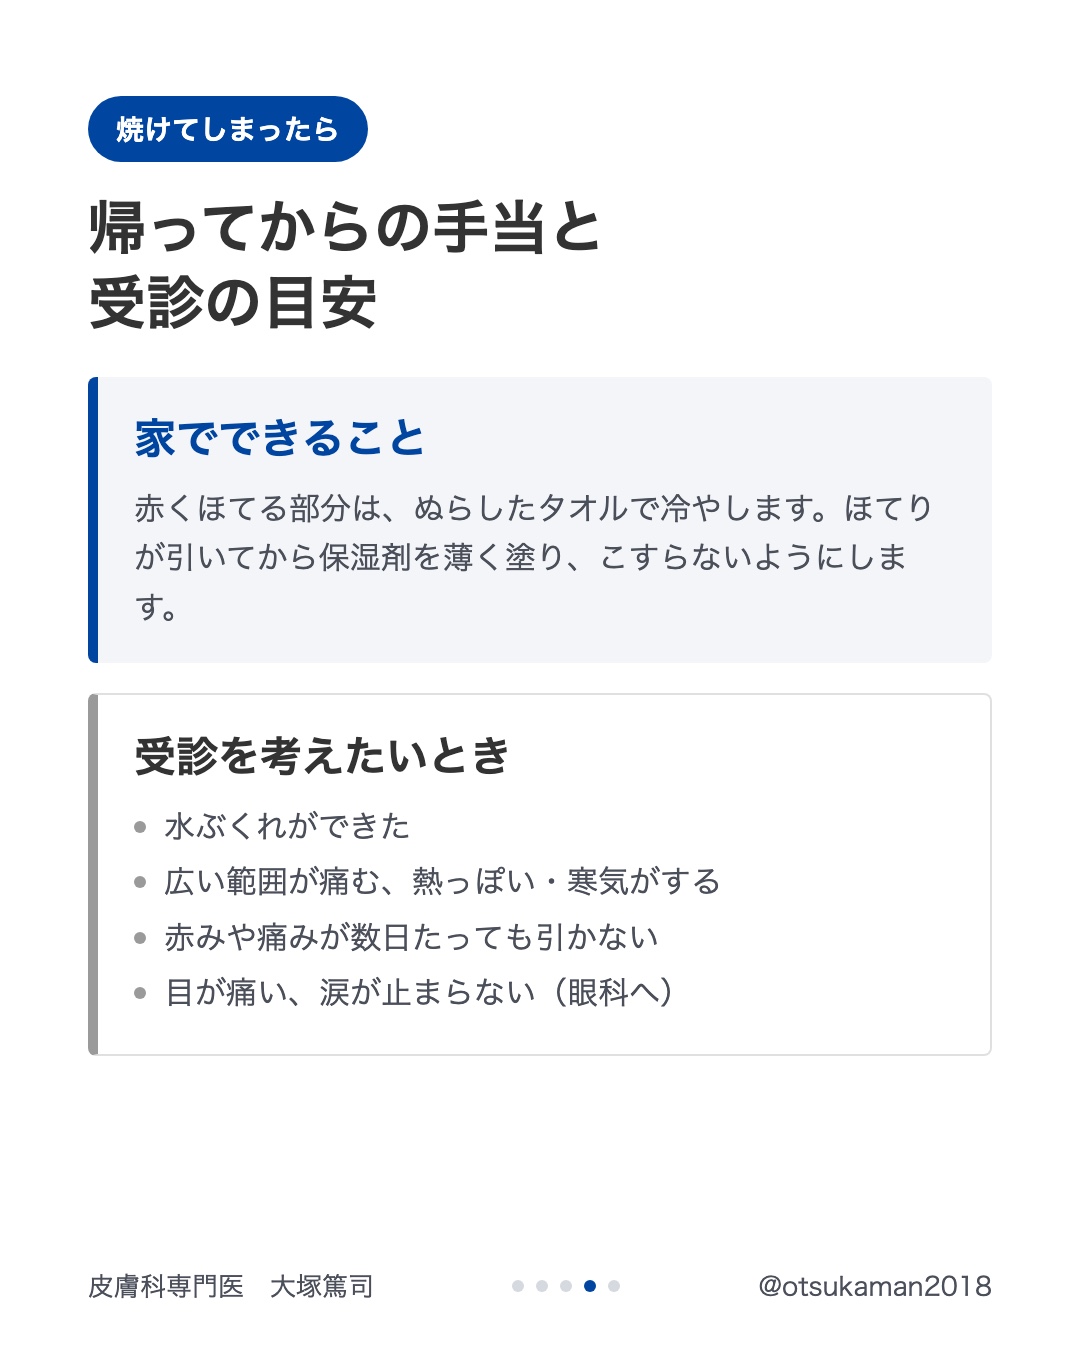 焼けてしまったら
帰ってからの手当と
受診の目安
家でできること
赤くほてる部分は、ぬらしたタオルで冷やします。ほてり
が引いてから保湿剤を薄く塗り、こすらないようにしま
す。
受診を考えたいとき
水ぶくれができた
広い範囲が痛む、熱っぽい・寒気がする
赤みや痛みが数日たっても引かない
目が痛い、涙が止まらない（眼科へ）
皮膚科専門医　大塚篤司
@otsukaman2018